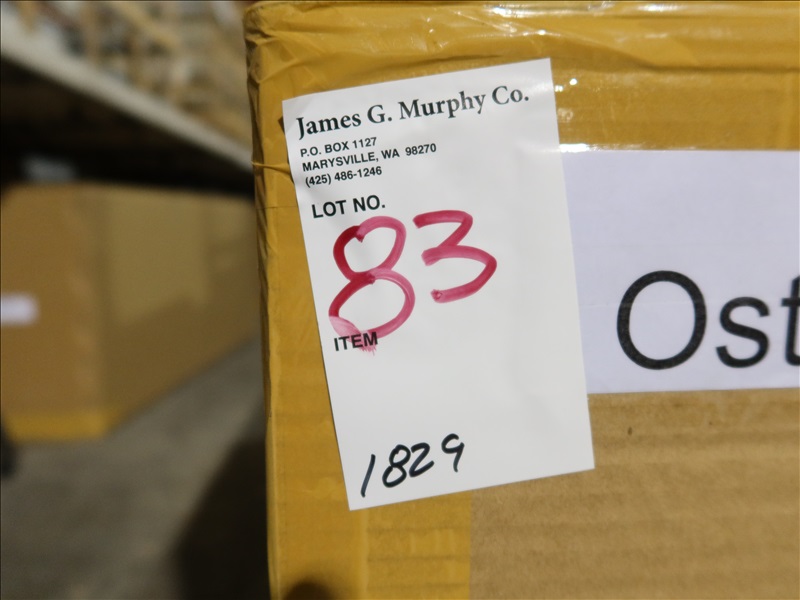 James G. Murphy Co.
P.O. BOX 1127
MARYSVILLE, WA 98270
(425) 486-1246
LOT NO.
83
ITEM
1829
Ost